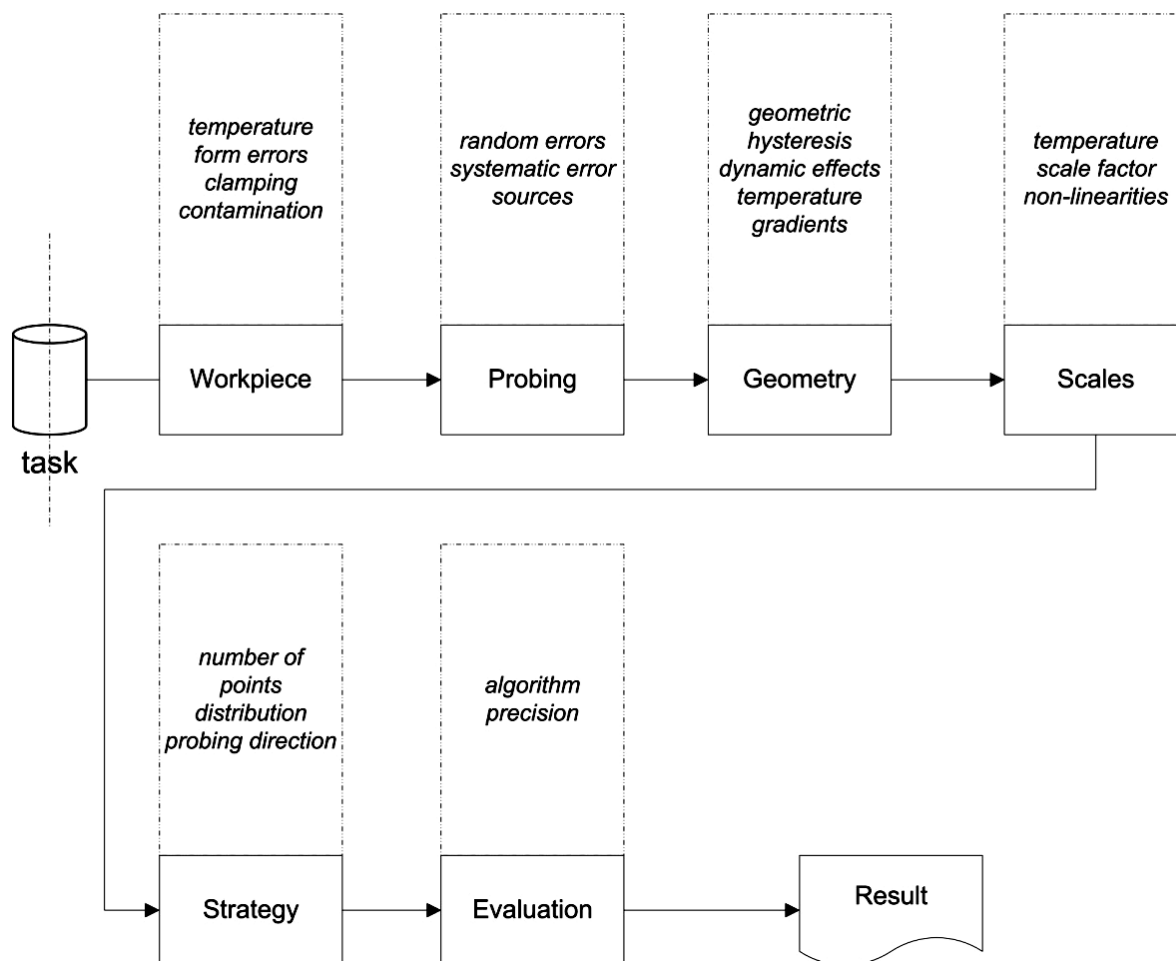 temperature
form errors
clamping
contamination
random errors
systematic error
sources
geometric
hysteresis
dynamic effects
temperature
gradients
temperature
scale factor
non-linearities
task
Workpiece
Probing
Geometry
Scales
number of
points
distribution
probing direction
algorithm
precision
Strategy
Evaluation
Result